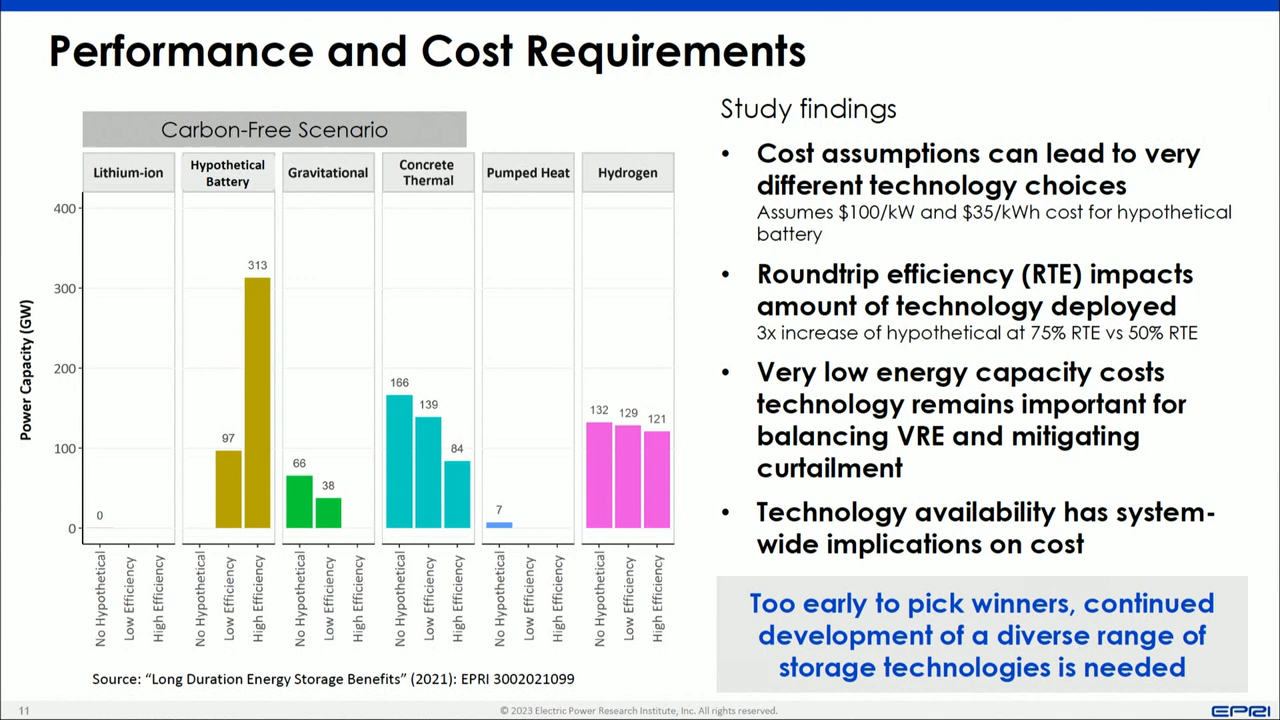 Performance and Cost Requirements
Carbon-Free Scenario
Lithium-ion
Hypothetical
Battery
Gravitational
Concrete
Thermal
Pumped Heat
Hydrogen
Power Capacity (GW)
400
300
200
100
0
0
97
313
66
38
166
139
84
7
132
129
121
No Hypothetical
Low Efficiency
High Efficiency
No Hypothetical
Low Efficiency
High Efficiency
No Hypothetical
Low Efficiency
High Efficiency
No Hypothetical
Low Efficiency
High Efficiency
No Hypothetical
Low Efficiency
High Efficiency
No Hypothetical
Low Efficiency
High Efficiency
Source: “Long Duration Energy Storage Benefits” (2021): EPRI 3002021099
Study findings
• Cost assumptions can lead to very
different technology choices
Assumes $100/kW and $35/kWh cost for hypothetical
battery
• Roundtrip efficiency (RTE) impacts
amount of technology deployed
3x increase of hypothetical at 75% RTE vs 50% RTE
• Very low energy capacity costs
technology remains important for
balancing VRE and mitigating
curtailment
• Technology availability has system-
wide implications on cost
Too early to pick winners, continued
development of a diverse range of
storage technologies is needed
11
© 2023 Electric Power Research Institute, Inc. All rights reserved.
EPRI